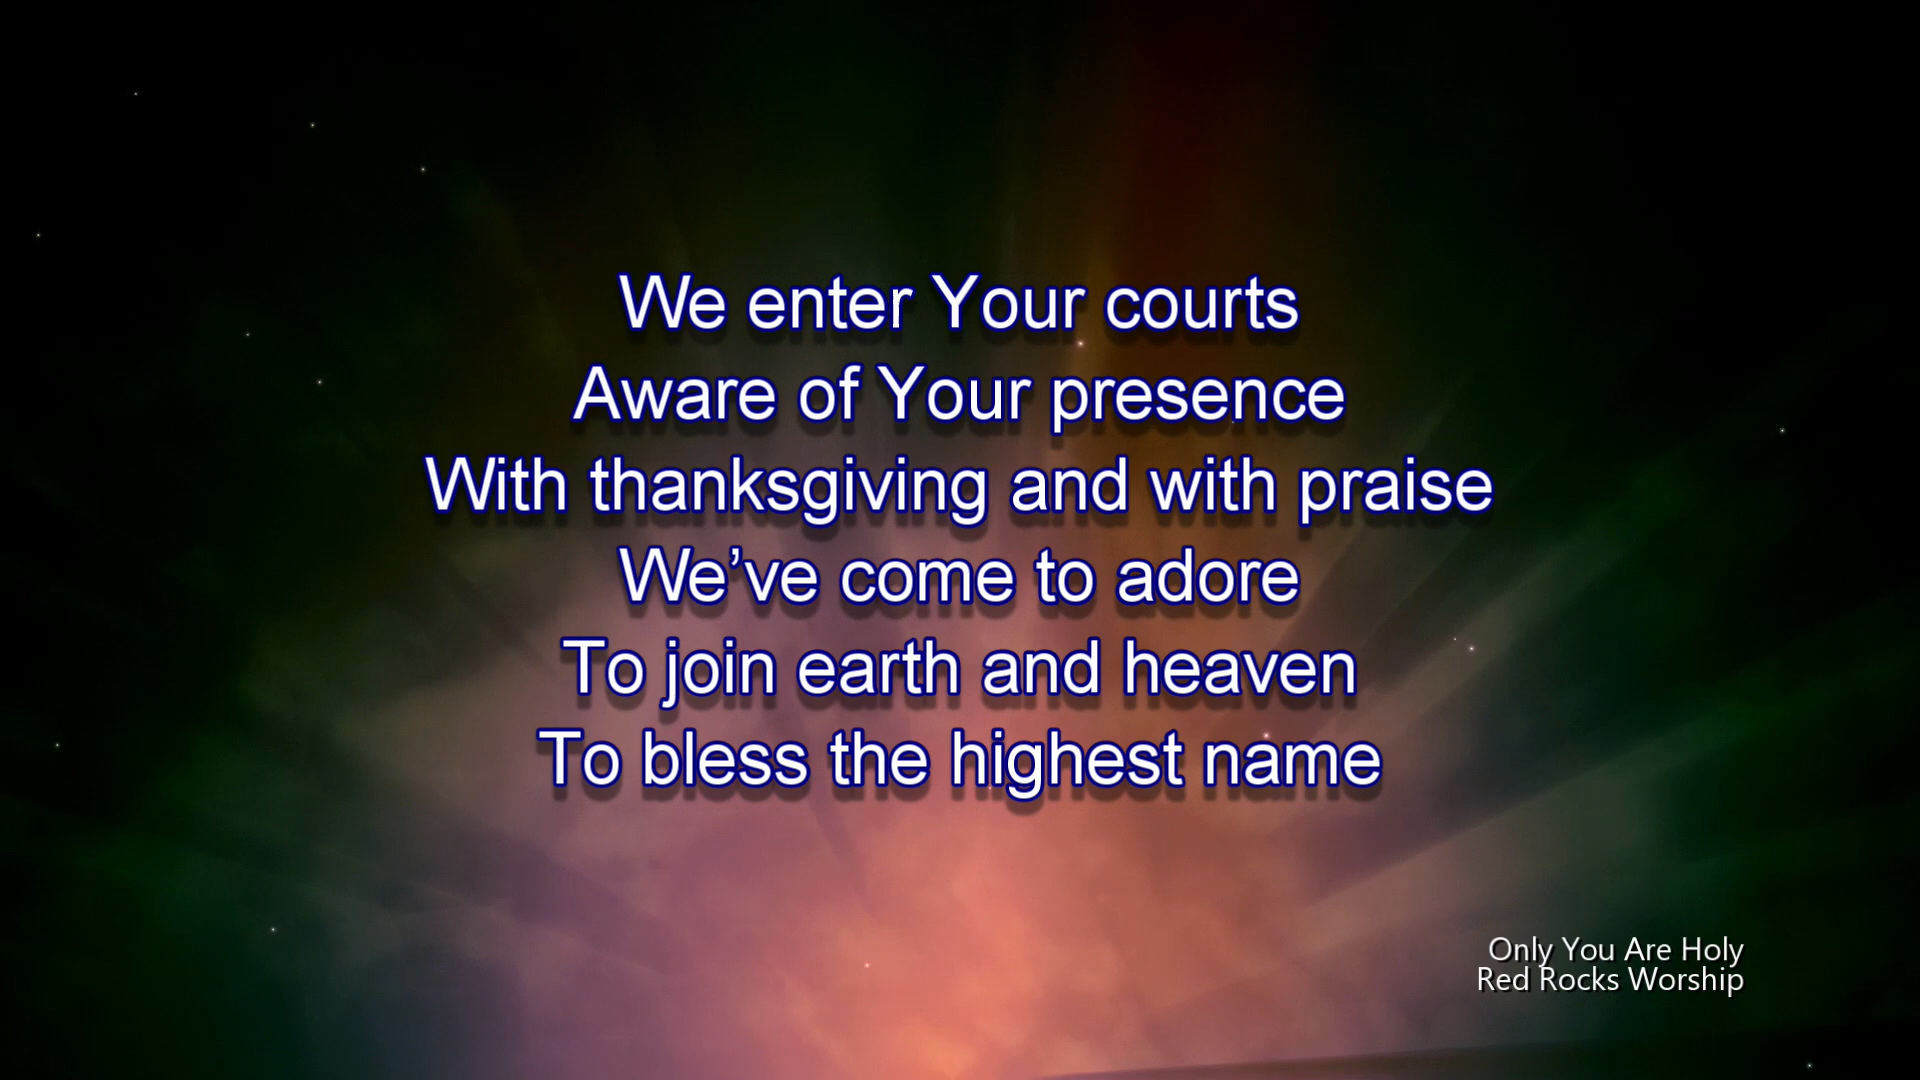 We enter Your courts
Aware of Your presence
With thanksgiving and with praise
We’ve come to adore
To join earth and heaven
To bless the highest name
Only You Are Holy
Red Rocks Worship